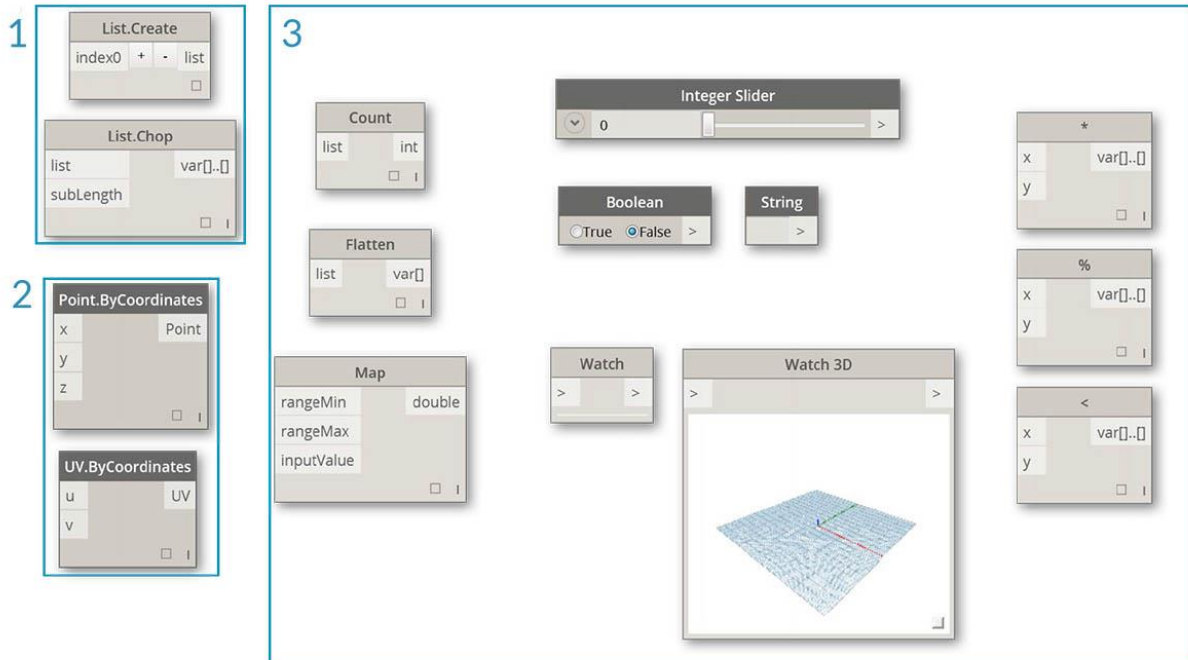 1
List.Create
index0 + - list
List.Chop
list var[]..[]
subLength
2
Point.ByCoordinates
x Point
y
z
UV.ByCoordinates
u UV
v
3
Count
list int
Flatten
list var[]
Map
rangeMin double
rangeMax
inputValue
Integer Slider
0 >
Boolean
True False >
String
>
Watch
> >
Watch 3D
> >
*
x var[]..[]
y
%
x var[]..[]
y
<
x var[]..[]
y